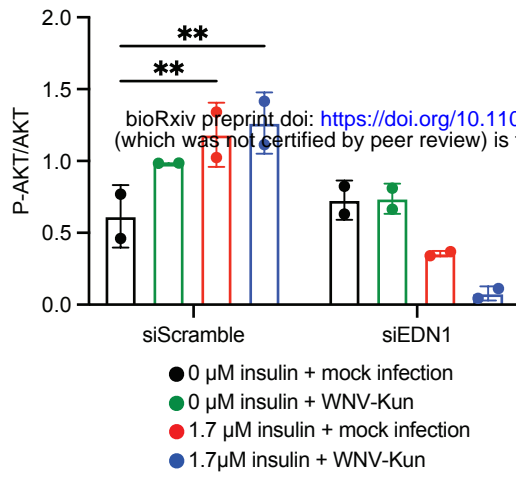 2.0
**
**
1.5
bioRxiv preprint doi: https://doi.org/10.110
(which was not certified by peer review) is
1.0
P-AKT/AKT
0.5
0.0
siScramble siEDN1
0 µM insulin + mock infection
0 µM insulin + WNV-Kun
1.7 µM insulin + mock infection
1.7µM insulin + WNV-Kun